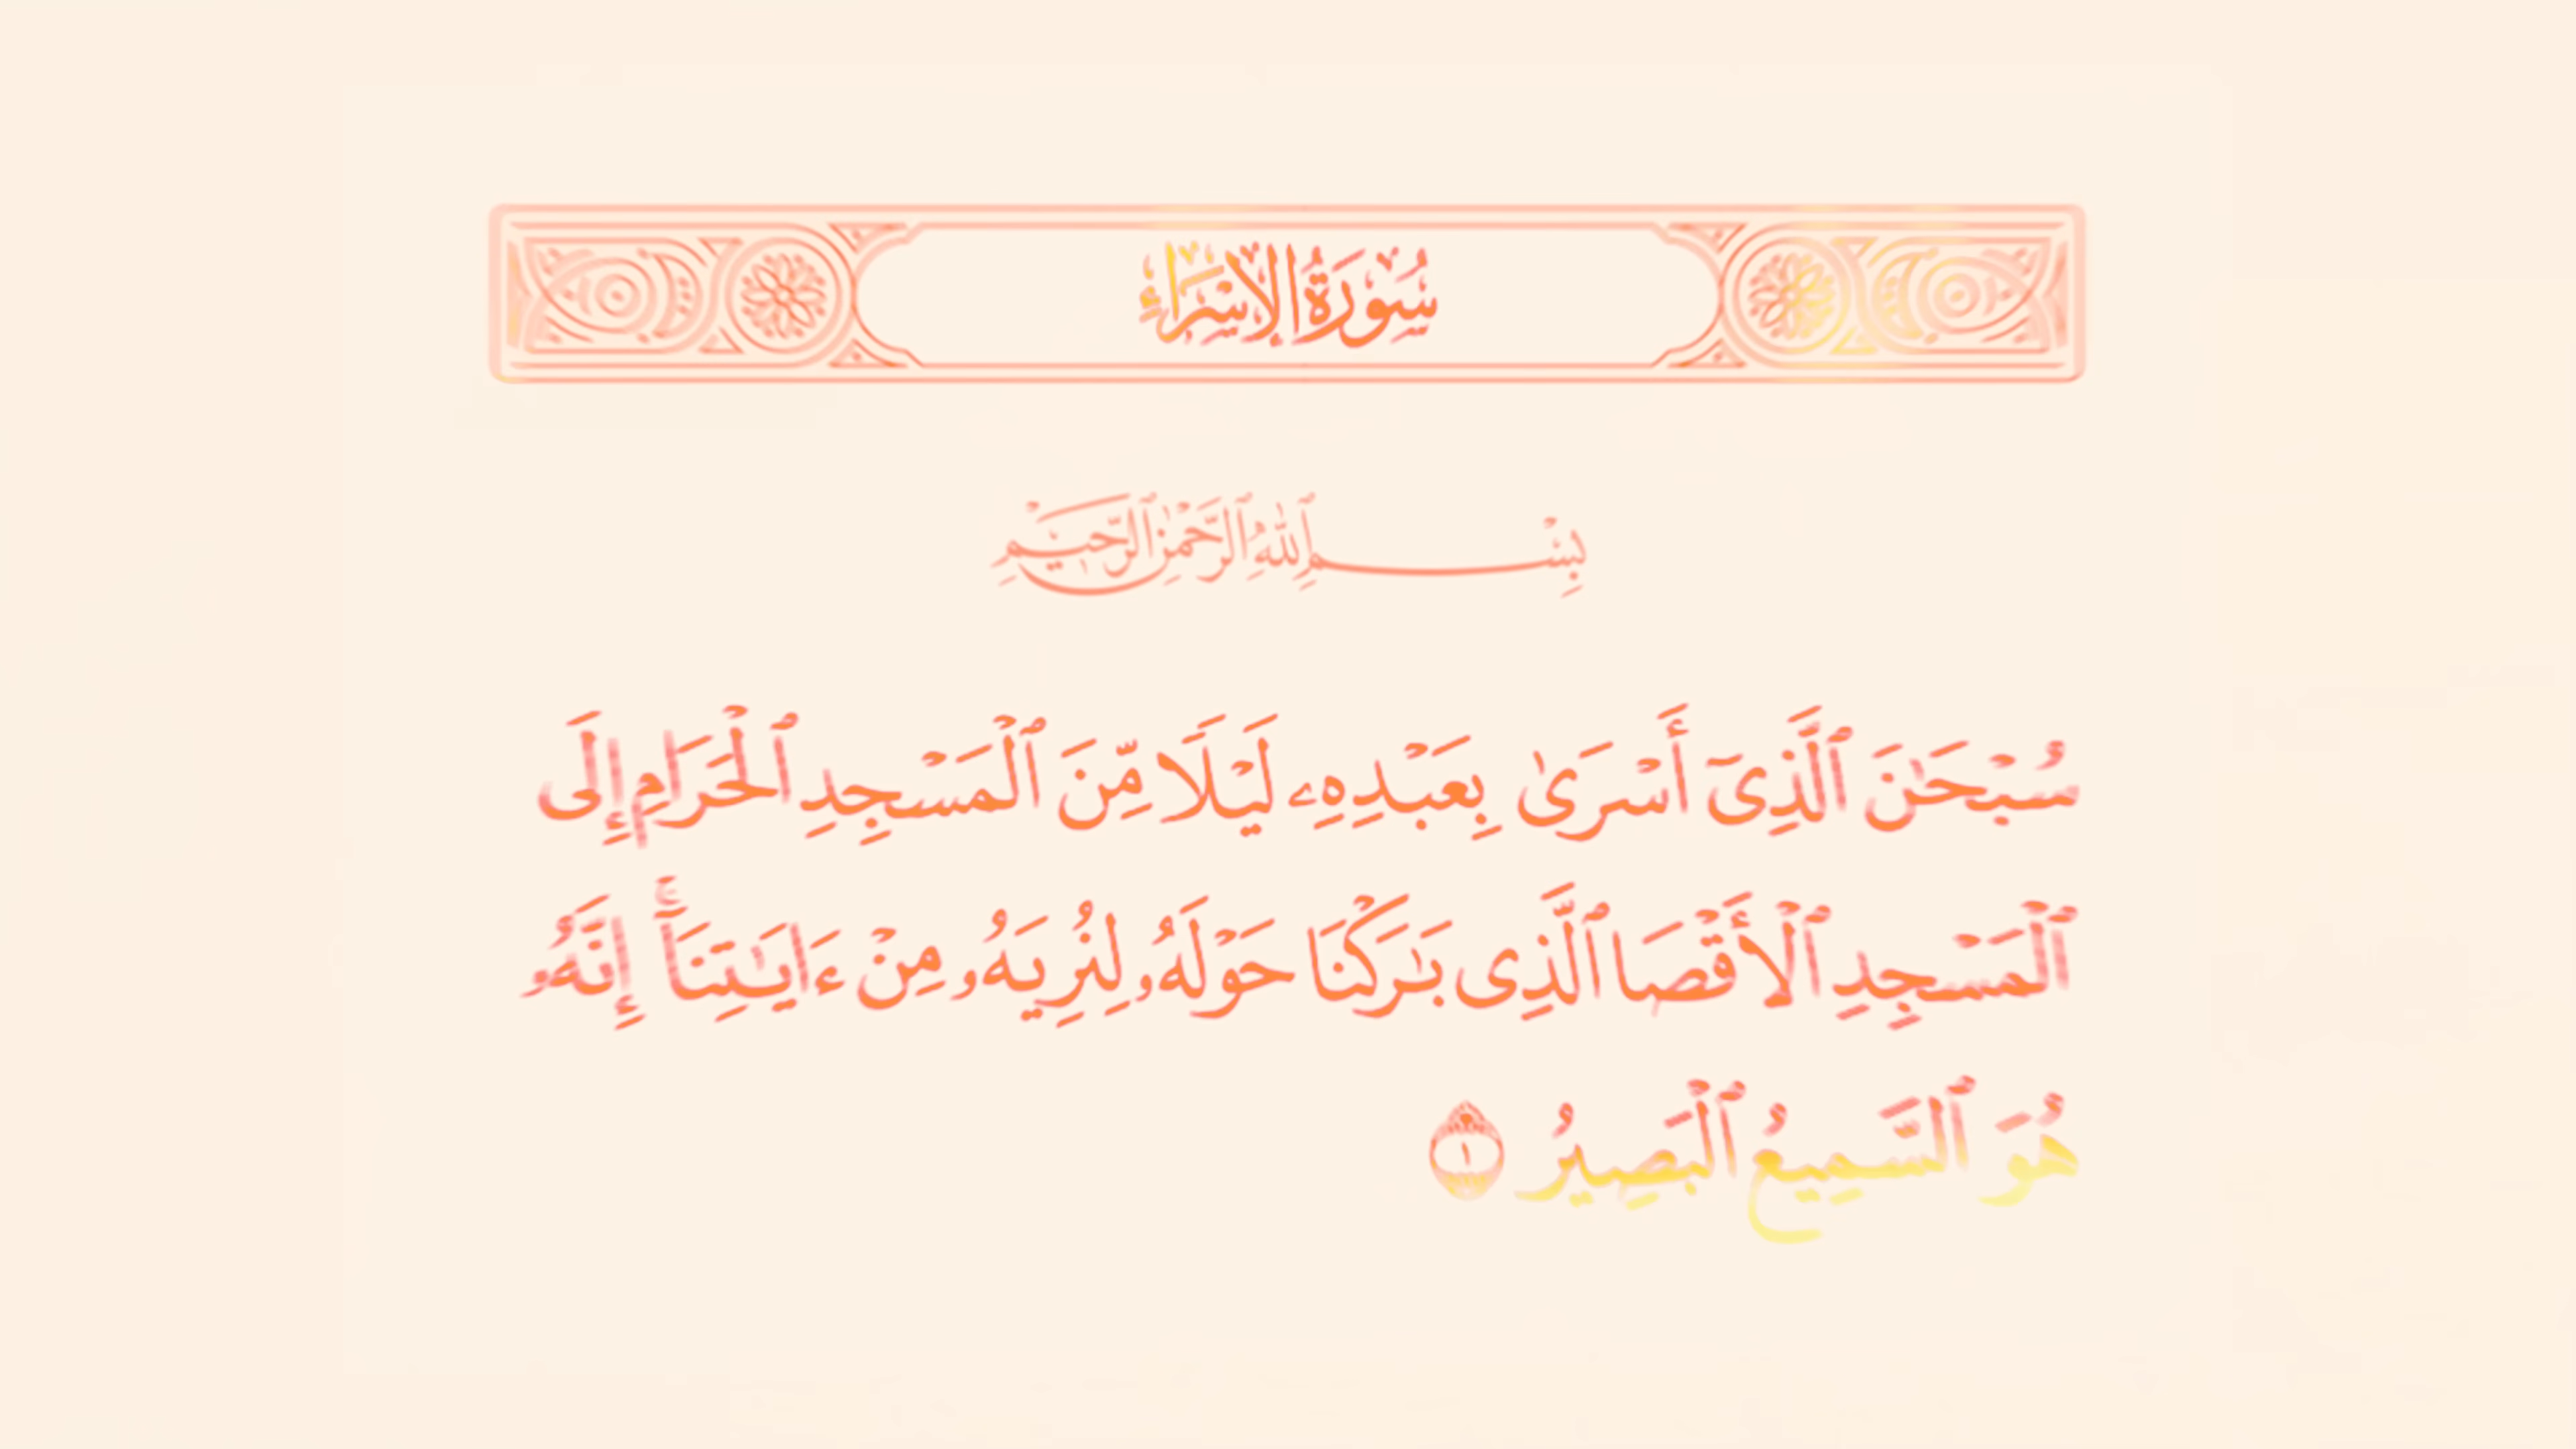 سُورَةُ الإِسْرَاءِ
بِسْمِ ٱللَّهِ ٱلرَّحْمَٰنِ ٱلرَّحِيمِ
سُبْحَٰنَ ٱلَّذِىٓ أَسْرَىٰ بِعَبْدِهِۦ لَيْلًا مِّنَ ٱلْمَسْجِدِ ٱلْحَرَامِ إِلَى
ٱلْمَسْجِدِ ٱلْأَقْصَا ٱلَّذِى بَٰرَكْنَا حَوْلَهُۥ لِنُرِيَهُۥ مِنْ ءَايَٰتِنَآ ۚ إِنَّهُۥ
هُوَ ٱلسَّمِيعُ ٱلْبَصِيرُ ١